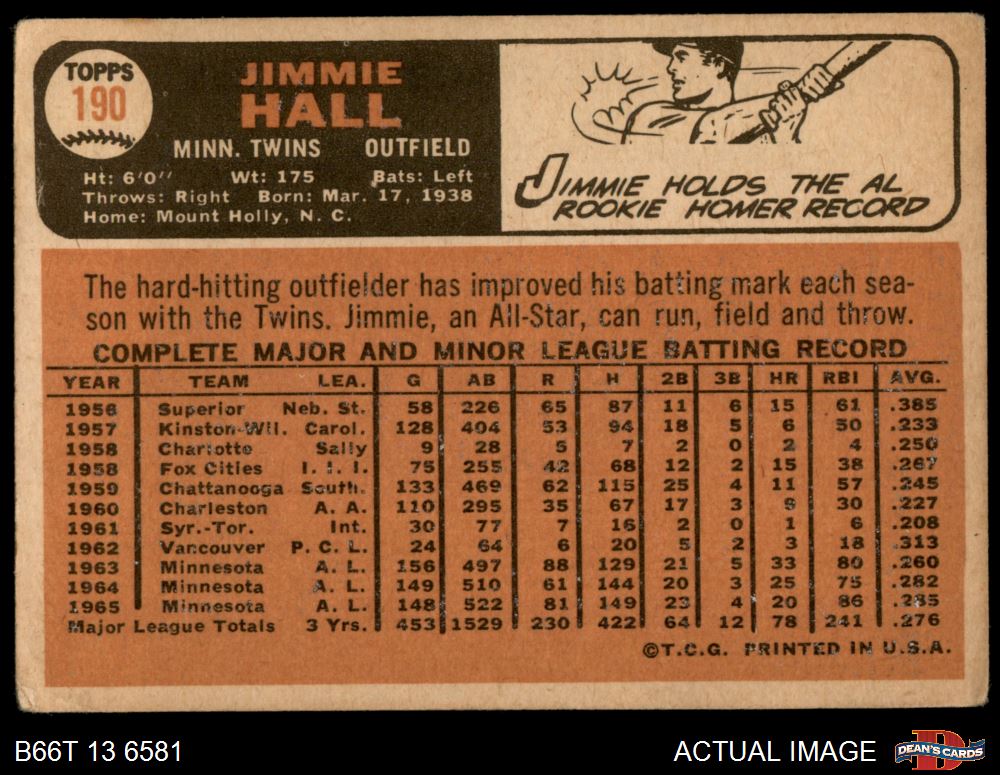 TOPPS
190
JIMMIE
HALL
MINN. TWINS OUTFIELD
Ht: 6'0" Wt: 175 Bats: Left
Throws: Right Born: Mar. 17, 1938
Home: Mount Holly, N. C.
JIMMIE HOLDS THE AL
ROOKIE HOMER RECORD
The hard-hitting outfielder has improved his batting mark each sea-
son with the Twins. Jimmie, an All-Star, can run, field and throw.
COMPLETE MAJOR AND MINOR LEAGUE BATTING RECORD
YEAR TEAM LEA. G AB R H 2B 3B HR RBI AVG.
1956 Superior Neb. St. 58 226 65 87 11 6 15 61 .385
1957 Kinston-Wil. Carol. 128 404 53 94 18 5 6 50 .233
1958 Charlotte Sally 9 28 5 7 2 0 2 4 .250
1958 Fox Cities I. I. I. 75 255 42 68 12 2 15 38 .267
1959 Chattanooga South. 133 469 62 115 25 4 11 57 .245
1960 Charleston A. A. 110 295 35 67 17 3 9 30 .227
1961 Syr.-Tor. Int. 30 77 7 16 2 0 1 6 .208
1962 Vancouver P. C. L. 24 64 6 20 5 2 3 18 .313
1963 Minnesota A. L. 156 497 88 129 21 5 33 80 .260
1964 Minnesota A. L. 149 510 61 144 20 3 25 75 .282
1965 Minnesota A. L. 148 522 81 149 23 4 20 86 .285
Major League Totals 3 Yrs. 453 1529 230 422 64 12 78 241 .276
©T.C.G. PRINTED IN U.S.A.
B66T 13 6581 ACTUAL IMAGE
DEAN'S CARDS